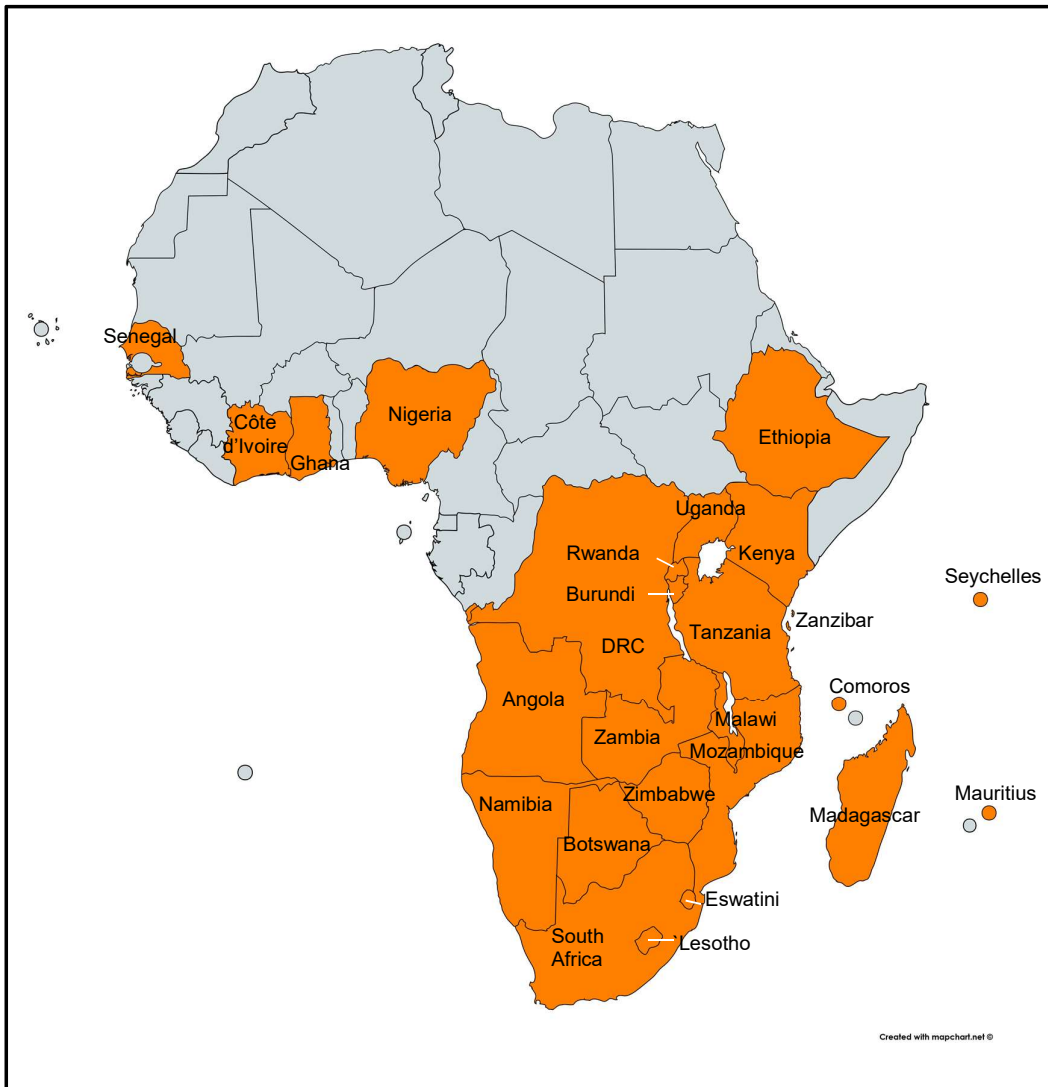 Senegal
Côte
d'Ivoire
Ghana
Nigeria
Ethiopia
Uganda
Kenya
Rwanda
Burundi
Seychelles
Zanzibar
Tanzania
DRC
Comoros
Angola
Malawi
Zambia
Mozambique
Zimbabwe
Namibia
Mauritius
Madagascar
Botswana
Eswatini
South
Africa
Lesotho
Created with mapchart.net ©